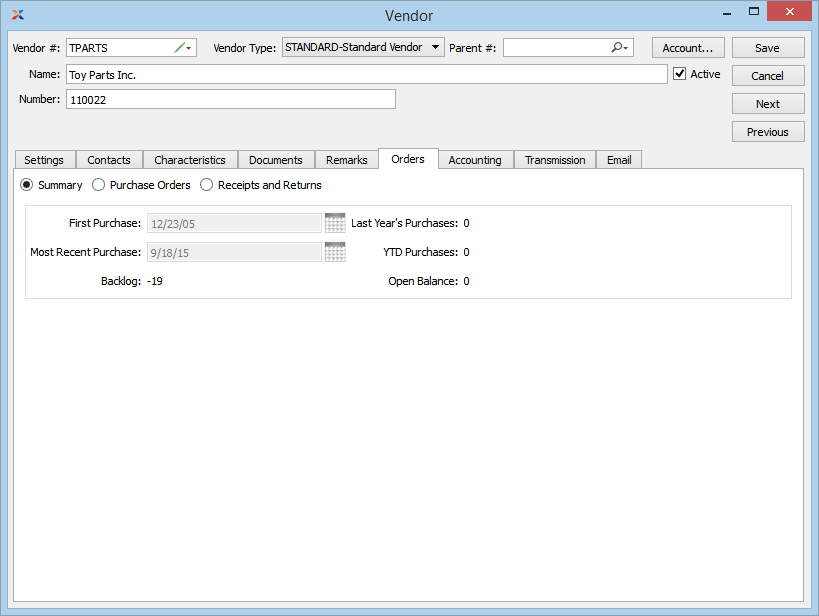 Vendor
Vendor #: TPARTS Vendor Type: STANDARD-Standard Vendor Parent #: Account... Save
Name: Toy Parts Inc. Active Cancel
Number: 110022 Next
Previous
Settings Contacts Characteristics Documents Remarks Orders Accounting Transmission Email
Summary Purchase Orders Receipts and Returns
First Purchase: 12/23/05 Last Year's Purchases: 0
Most Recent Purchase: 9/18/15 YTD Purchases: 0
Backlog: -19 Open Balance: 0